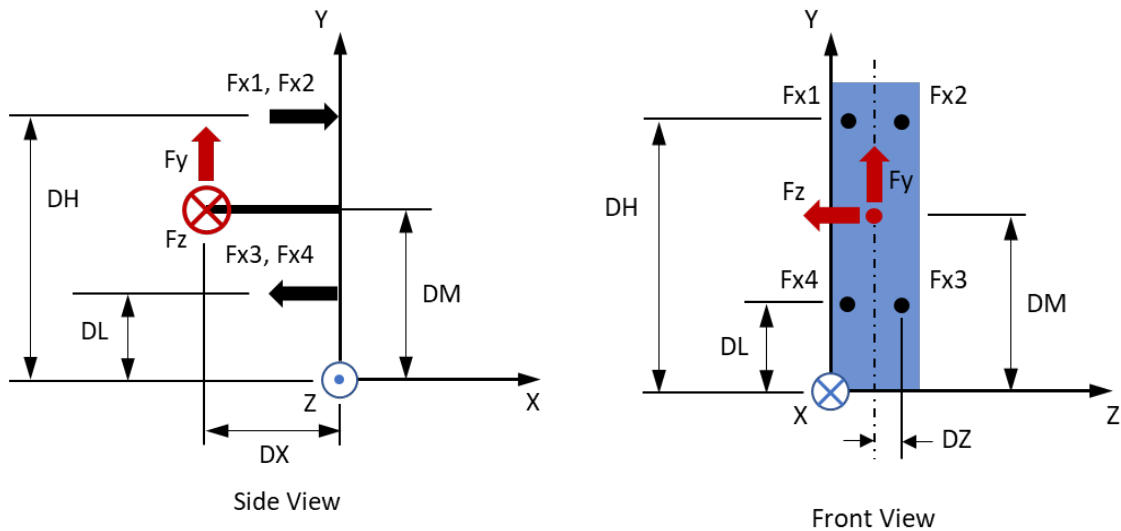 Y
Fx1, Fx2
Fy
DH
Fz
Fx3, Fx4
DM
DL
Z
X
DX
Side View
Y
Fx1
Fx2
Fy
Fz
DH
Fx4
Fx3
DM
DL
X
Z
DZ
Front View